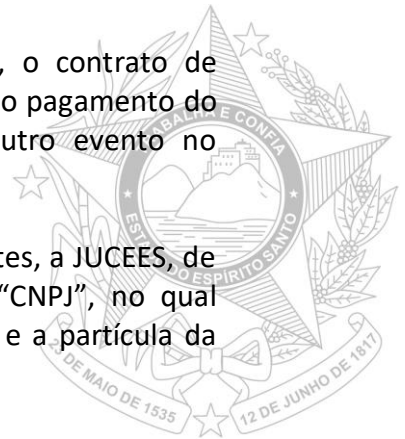 , o contrato de
o pagamento do
utro evento no
tes, a JUCEES, de
“CNPJ”, no qual
e a partícula da
TRABALHA E CONFIA
ESTADO DO ESPÍRITO SANTO
23 DE MAIO DE 1535
12 DE JUNHO DE 1817